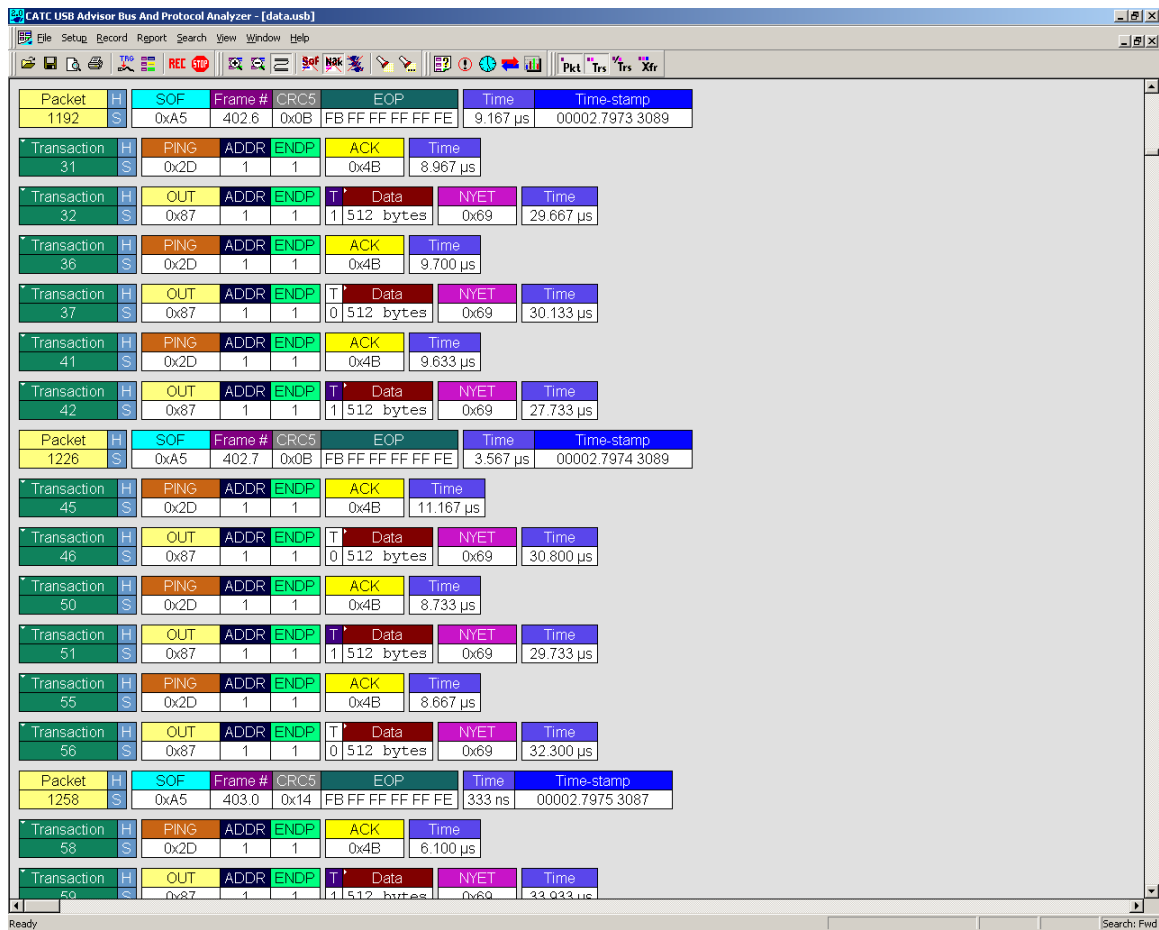 CATC USB Advisor Bus And Protocol Analyzer - [data.usb]
File Setup Record Report Search View Window Help
TRG REC STOP Sof Nak Pkt Trs Trs Xfr
Packet H SOF Frame # CRC5 EOP Time Time-stamp
1192 S 0xA5 402.6 0x0B FB FF FF FF FF FE 9.167 µs 00002.7973 3089
Transaction H PING ADDR ENDP ACK Time
31 S 0x2D 1 1 0x4B 8.967 µs
Transaction H OUT ADDR ENDP T Data NYET Time
32 S 0x87 1 1 1 512 bytes 0x69 29.667 µs
Transaction H PING ADDR ENDP ACK Time
36 S 0x2D 1 1 0x4B 9.700 µs
Transaction H OUT ADDR ENDP T Data NYET Time
37 S 0x87 1 1 0 512 bytes 0x69 30.133 µs
Transaction H PING ADDR ENDP ACK Time
41 S 0x2D 1 1 0x4B 9.633 µs
Transaction H OUT ADDR ENDP T Data NYET Time
42 S 0x87 1 1 1 512 bytes 0x69 27.733 µs
Packet H SOF Frame # CRC5 EOP Time Time-stamp
1226 S 0xA5 402.7 0x0B FB FF FF FF FF FE 3.567 µs 00002.7974 3089
Transaction H PING ADDR ENDP ACK Time
45 S 0x2D 1 1 0x4B 11.167 µs
Transaction H OUT ADDR ENDP T Data NYET Time
46 S 0x87 1 1 0 512 bytes 0x69 30.800 µs
Transaction H PING ADDR ENDP ACK Time
50 S 0x2D 1 1 0x4B 8.733 µs
Transaction H OUT ADDR ENDP T Data NYET Time
51 S 0x87 1 1 1 512 bytes 0x69 29.733 µs
Transaction H PING ADDR ENDP ACK Time
55 S 0x2D 1 1 0x4B 8.667 µs
Transaction H OUT ADDR ENDP T Data NYET Time
56 S 0x87 1 1 0 512 bytes 0x69 32.300 µs
Packet H SOF Frame # CRC5 EOP Time Time-stamp
1258 S 0xA5 403.0 0x14 FB FF FF FF FF FE 333 ns 00002.7975 3087
Transaction H PING ADDR ENDP ACK Time
58 S 0x2D 1 1 0x4B 6.100 µs
Transaction H OUT ADDR ENDP T Data NYET Time
59 S 0x87 1 1 1 512 bytes 0x69 33.933 µs
Ready Search: Fwd